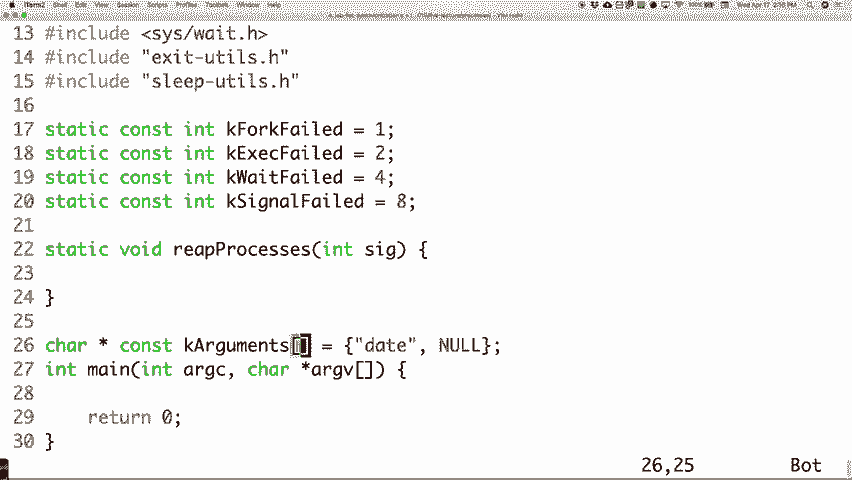 13 #include <sys/wait.h>
14 #include "exit-utils.h"
15 #include "sleep-utils.h"
16
17 static const int kForkFailed = 1;
18 static const int kExecFailed = 2;
19 static const int kWaitFailed = 4;
20 static const int kSignalFailed = 8;
21
22 static void reapProcesses(int sig) {
23
24 }
25
26 char * const kArguments[] = {"date", NULL};
27 int main(int argc, char *argv[]) {
28
29     return 0;
30 }
26,25 Bot